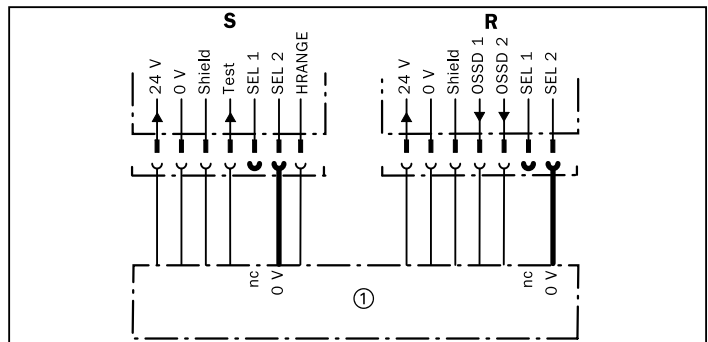 S
R
24 V
0 V
Shield
Test
SEL 1
SEL 2
HRANGE
24 V
0 V
Shield
OSSD 1
OSSD 2
SEL 1
SEL 2
nc
0 V
nc
0 V
①